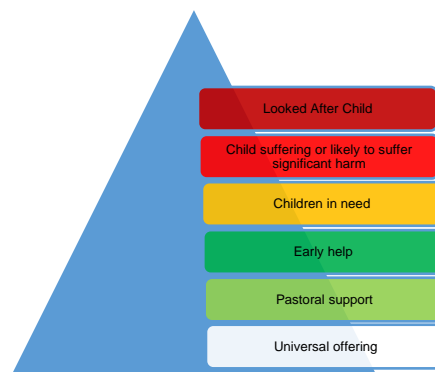 Looked After Child
Child suffering or likely to suffer
significant harm
Children in need
Early help
Pastoral support
Universal offering